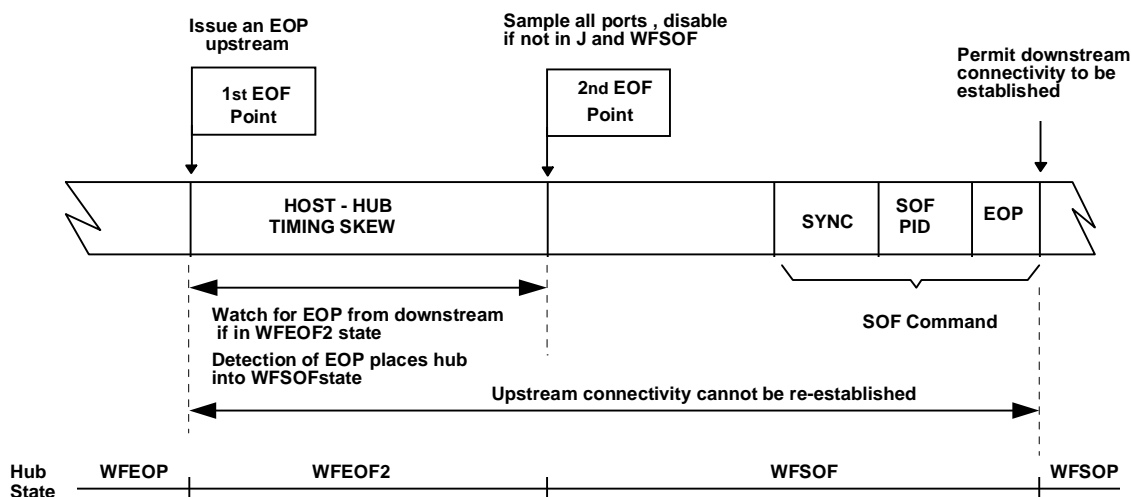 Issue an EOP
upstream
Sample all ports , disable
if not in J and WFSOF
Permit downstream
connectivity to be
established
1st EOF
Point
2nd EOF
Point
HOST - HUB
TIMING SKEW
SYNC
SOF
PID
EOP
Watch for EOP from downstream
if in WFEOF2 state
Detection of EOP places hub
into WFSOFstate
SOF Command
Upstream connectivity cannot be re-established
Hub
State
WFEOP
WFEOF2
WFSOF
WFSOP